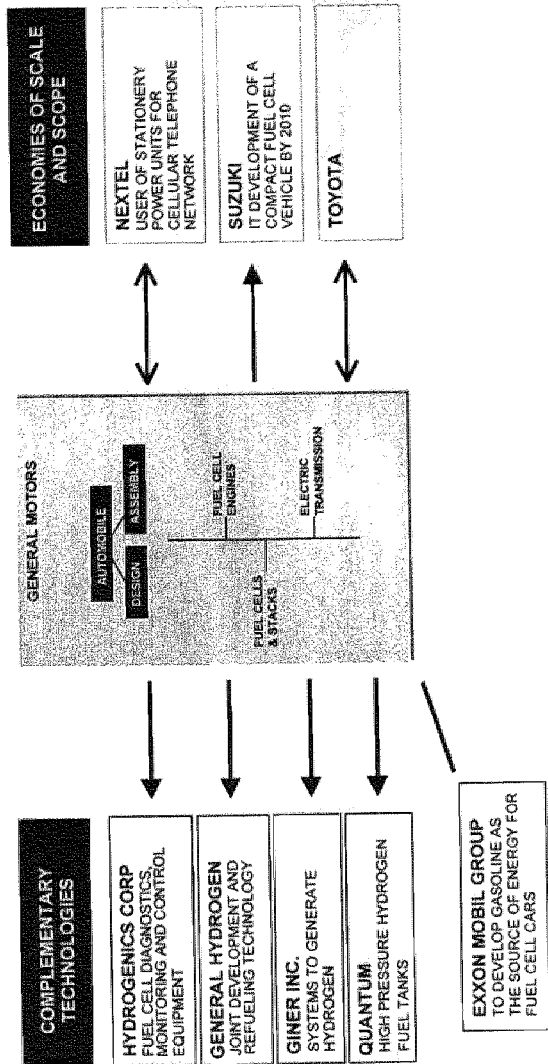 COMPLEMENTARY
TECHNOLOGIES
HYDROGENICS CORP
FUEL CELL DIAGNOSTICS,
MONITORING AND CONTROL
EQUIPMENT
GENERAL HYDROGEN
JOINT DEVELOPMENT AND
REFUELING TECHNOLOGY
GINER INC.
SYSTEMS TO GENERATE
HYDROGEN
QUANTUM
HIGH PRESSURE HYDROGEN
FUEL TANKS
EXXON MOBIL GROUP
TO DEVELOP GASOLINE AS
THE SOURCE OF ENERGY FOR
FUEL CELL CARS
GENERAL MOTORS
AUTOMOBILE
DESIGN
ASSEMBLY
FUEL CELL
ENGINES
FUEL CELLS
& STACKS
ELECTRIC
TRANSMISSION
ECONOMIES OF SCALE
AND SCOPE
NEXTEL
USER OF STATIONERY
POWER UNITS FOR
CELLULAR TELEPHONE
NETWORK
SUZUKI
IT DEVELOPMENT OF A
COMPACT FUEL CELL
VEHICLE BY 2010
TOYOTA